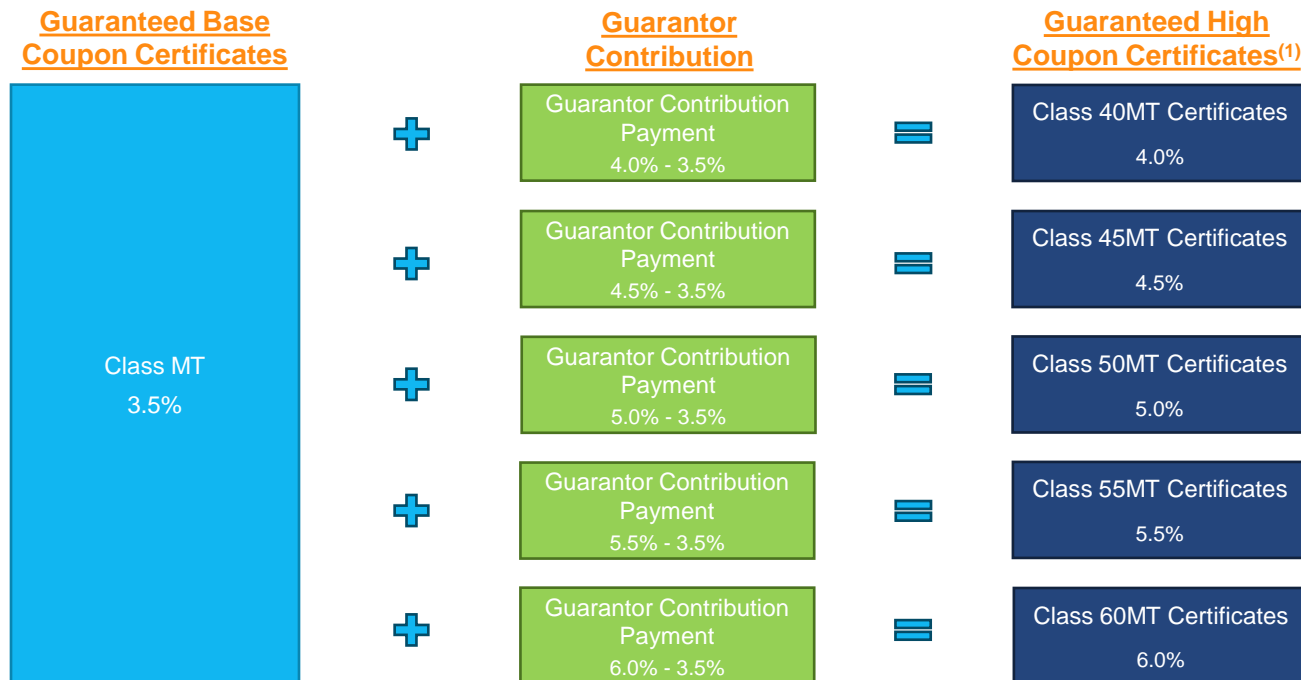 Guaranteed Base
Coupon Certificates
Guarantor
Contribution
Guaranteed High
Coupon Certificates(1)
Class MT
3.5%
Guarantor Contribution
Payment
4.0% - 3.5%
Class 40MT Certificates
4.0%
Guarantor Contribution
Payment
4.5% - 3.5%
Class 45MT Certificates
4.5%
Guarantor Contribution
Payment
5.0% - 3.5%
Class 50MT Certificates
5.0%
Guarantor Contribution
Payment
5.5% - 3.5%
Class 55MT Certificates
5.5%
Guarantor Contribution
Payment
6.0% - 3.5%
Class 60MT Certificates
6.0%